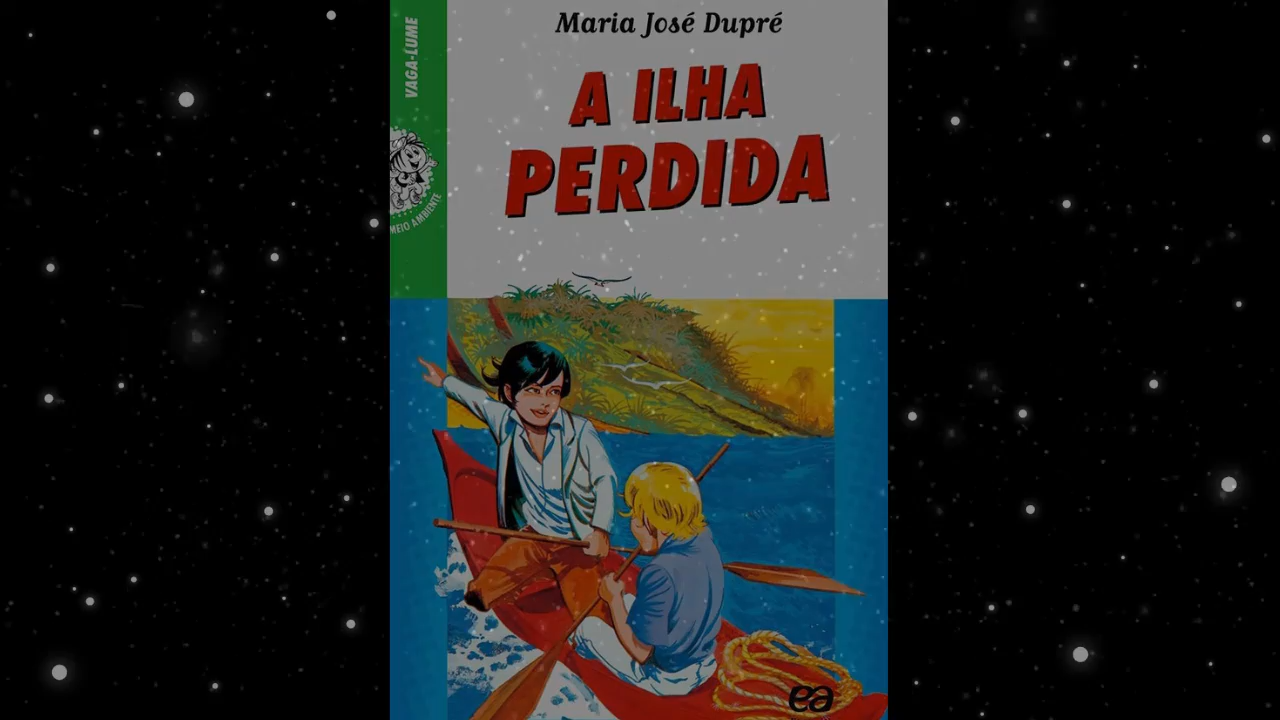 Maria José Dupré
VAGA-LUME
A ILHA
PERDIDA
MEIO AMBIENTE
ea